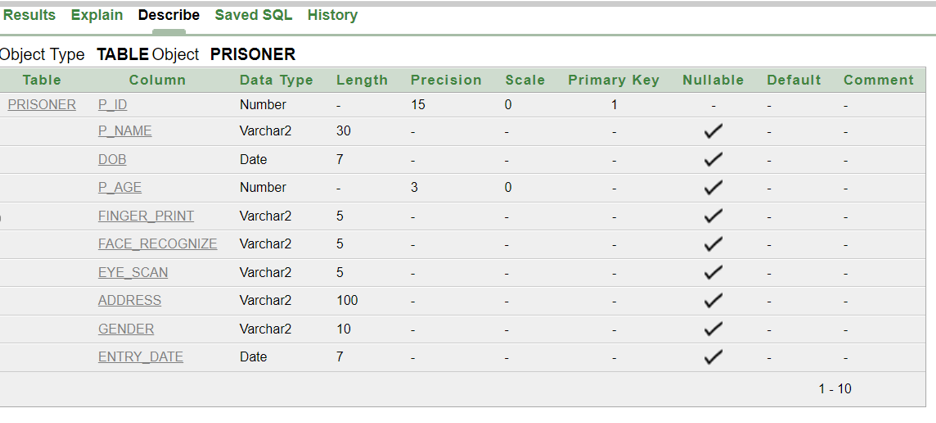 Results Explain Describe Saved SQL History
Object Type TABLE Object PRISONER
Table Column Data Type Length Precision Scale Primary Key Nullable Default Comment
PRISONER P_ID Number - 15 0 1 - - -
P_NAME Varchar2 30 - - - ✓ - -
DOB Date 7 - - - ✓ - -
P_AGE Number - 3 0 - ✓ - -
FINGER_PRINT Varchar2 5 - - - ✓ - -
FACE_RECOGNIZE Varchar2 5 - - - ✓ - -
EYE_SCAN Varchar2 5 - - - ✓ - -
ADDRESS Varchar2 100 - - - ✓ - -
GENDER Varchar2 10 - - - ✓ - -
ENTRY_DATE Date 7 - - - ✓ - -
1 - 10